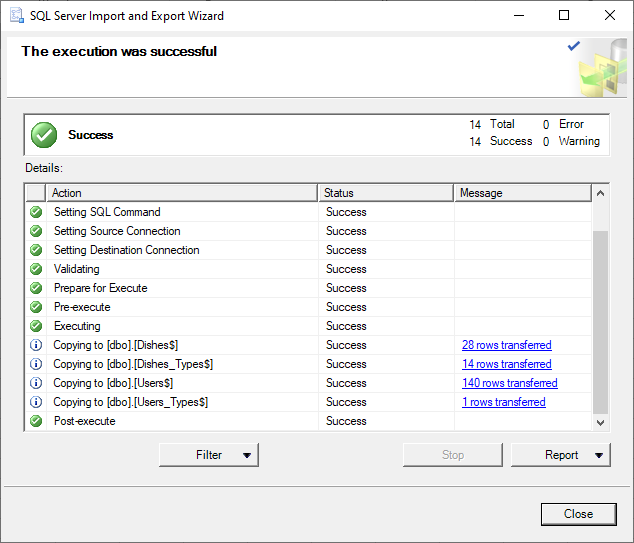 SQL Server Import and Export Wizard
The execution was successful
Success
14 Total 0 Error
14 Success 0 Warning
Details:
Action Status Message
Setting SQL Command Success
Setting Source Connection Success
Setting Destination Connection Success
Validating Success
Prepare for Execute Success
Pre-execute Success
Executing Success
Copying to [dbo].[Dishes$] Success 28 rows transferred
Copying to [dbo].[Dishes_Types$] Success 14 rows transferred
Copying to [dbo].[Users$] Success 140 rows transferred
Copying to [dbo].[Users_Types$] Success 1 rows transferred
Post-execute Success
Filter Stop Report
Close